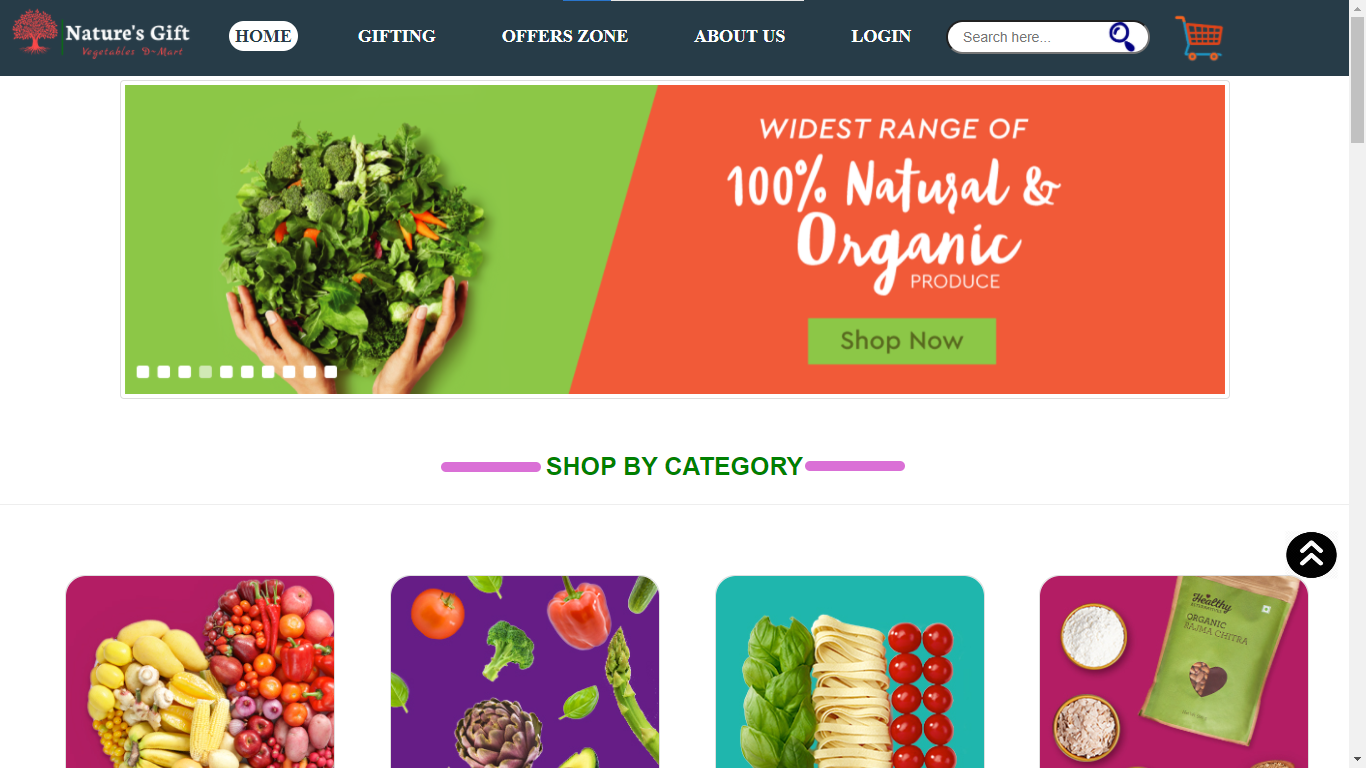 Nature's Gift
Vegetables D-Mart
HOME
GIFTING
OFFERS ZONE
ABOUT US
LOGIN
Search here...
WIDEST RANGE OF
100% Natural &
Organic
PRODUCE
Shop Now
SHOP BY CATEGORY
Healthy
ORGANIC
RAJMA CHITRA